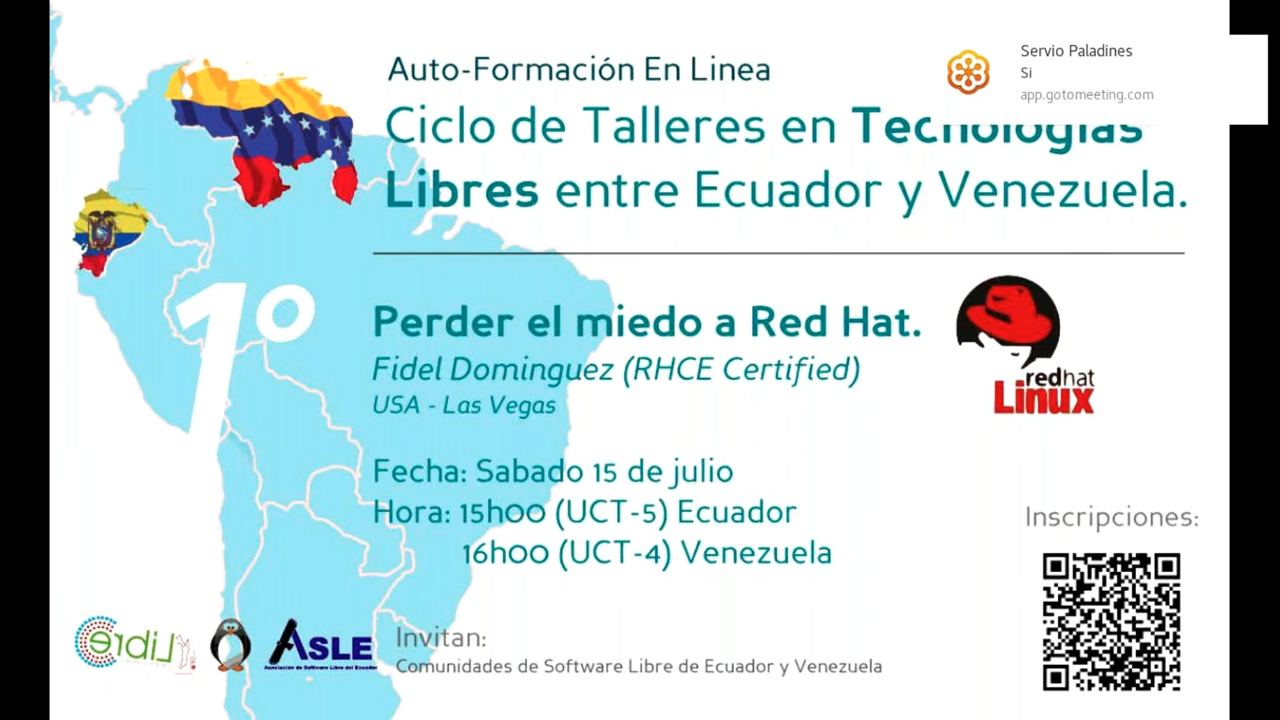 Auto-Formación En Linea
Servio Paladines
Si
app.gotomeeting.com
Ciclo de Talleres en Tecnologías
Libres entre Ecuador y Venezuela.
1º
Perder el miedo a Red Hat.
Fidel Dominguez (RHCE Certified)
USA - Las Vegas
redhat
Linux
Fecha: Sabado 15 de julio
Hora: 15h00 (UCT-5) Ecuador
16h00 (UCT-4) Venezuela
Inscripciones:
Libre
ASLE
Asociación de Software Libre del Ecuador
Invitan:
Comunidades de Software Libre de Ecuador y Venezuela